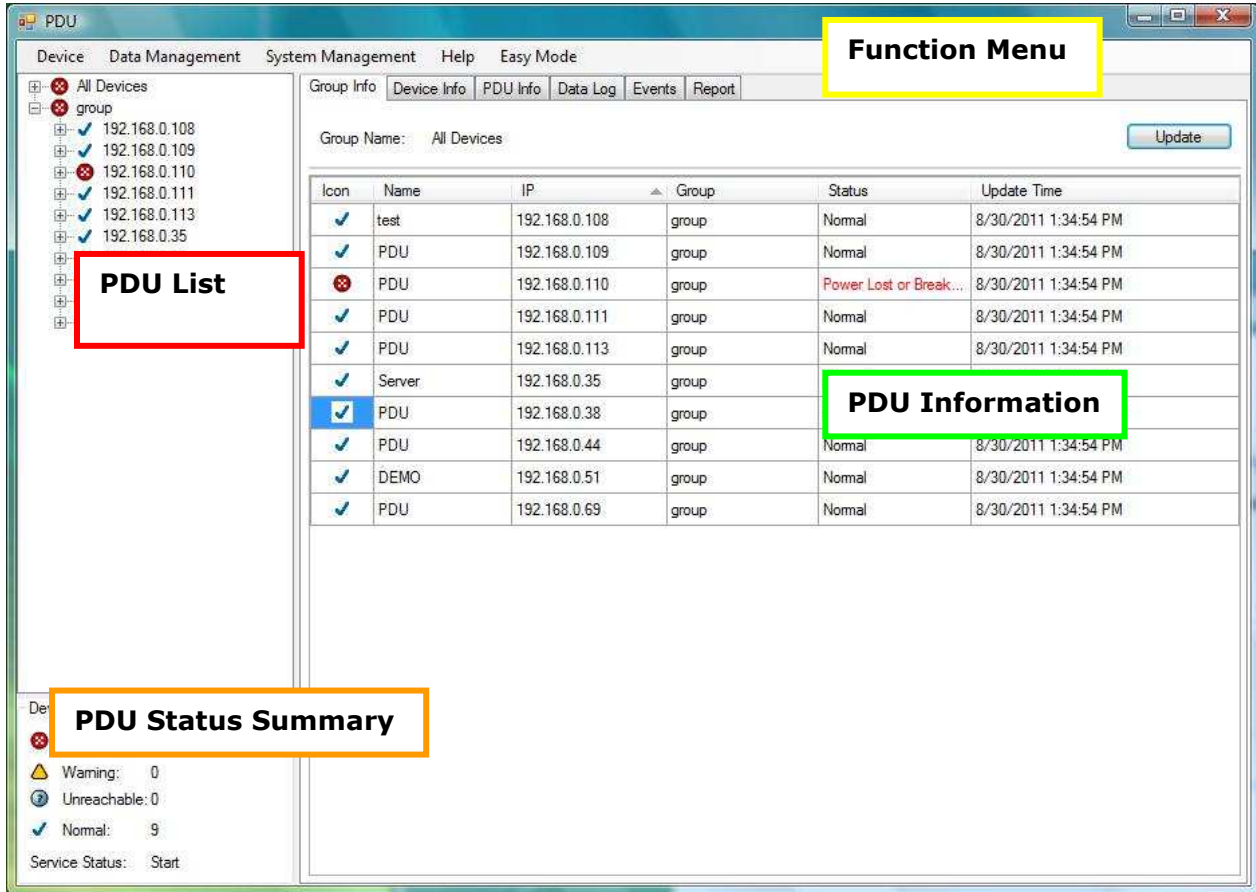 PDU
Device Data Management System Management Help Easy Mode
Function Menu
All Devices
group
192.168.0.108
192.168.0.109
192.168.0.110
192.168.0.111
192.168.0.113
192.168.0.35
PDU List
Group Info Device Info PDU Info Data Log Events Report
Group Name: All Devices
Update
Icon Name IP Group Status Update Time
test 192.168.0.108 group Normal 8/30/2011 1:34:54 PM
PDU 192.168.0.109 group Normal 8/30/2011 1:34:54 PM
PDU 192.168.0.110 group Power Lost or Break... 8/30/2011 1:34:54 PM
PDU 192.168.0.111 group Normal 8/30/2011 1:34:54 PM
PDU 192.168.0.113 group Normal 8/30/2011 1:34:54 PM
Server 192.168.0.35 group
PDU 192.168.0.38 group
PDU Information
PDU 192.168.0.44 group Normal 8/30/2011 1:34:54 PM
DEMO 192.168.0.51 group Normal 8/30/2011 1:34:54 PM
PDU 192.168.0.69 group Normal 8/30/2011 1:34:54 PM
PDU Status Summary
Warning: 0
Unreachable: 0
Normal: 9
Service Status: Start